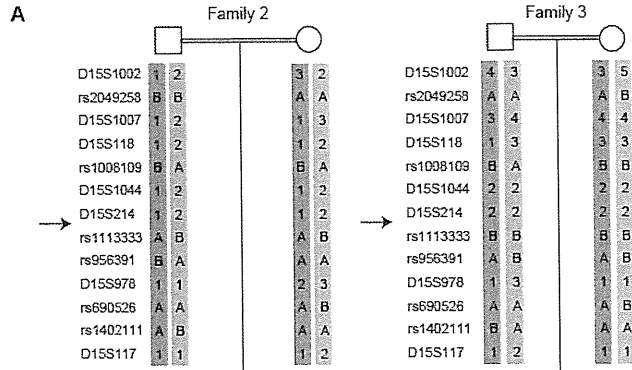 A
Family 2
D15S1002 1 2 3 2
rs2049258 B B A A
D15S1007 1 2 1 3
D15S118 1 2 1 2
rs1008109 B A B A
D15S1044 1 2 1 2
D15S214 1 2 1 2
rs1113333 A B A B
rs956391 B A A A
D15S978 1 1 2 3
rs690526 A A A B
rs1402111 A B A A
D15S117 1 1 1 2
Family 3
D15S1002 4 3 3 5
rs2049258 A A A B
D15S1007 3 4 4 4
D15S118 1 3 3 3
rs1008109 B A B B
D15S1044 2 2 2 2
D15S214 2 2 2 2
rs1113333 B B B B
rs956391 A B A B
D15S978 1 3 1 1
rs690526 A A A A
rs1402111 B A A A
D15S117 1 2 1 1